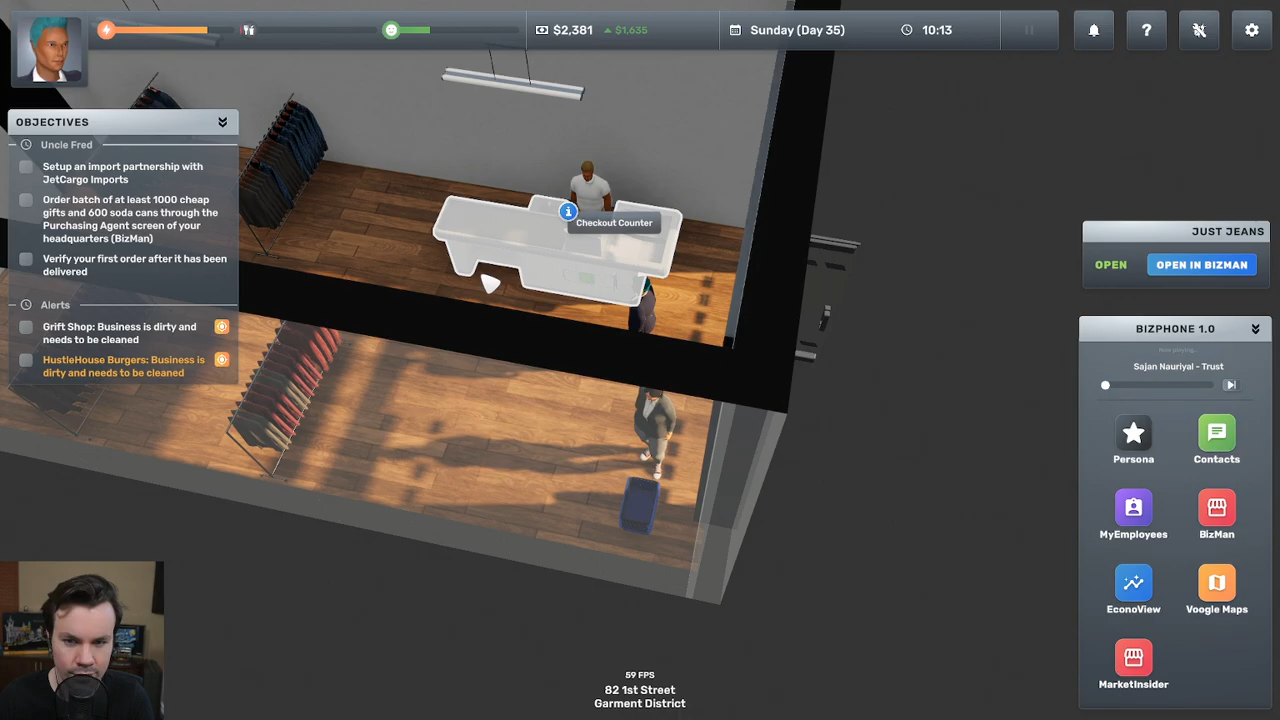 $2,381
$1,635
Sunday (Day 35)
10:13
?
OBJECTIVES
Uncle Fred
Setup an import partnership with
JetCargo Imports
Order batch of at least 1000 cheap
gifts and 600 soda cans through the
Purchasing Agent screen of your
headquarters (BizMan)
Verify your first order after it has been
delivered
Alerts
Grift Shop: Business is dirty and
needs to be cleaned
HustleHouse Burgers: Business is
dirty and needs to be cleaned
Checkout Counter
JUST JEANS
OPEN
OPEN IN BIZMAN
BIZPHONE 1.0
Now playing...
Sajan Nauriyal - Trust
Persona
Contacts
MyEmployees
BizMan
EconoView
Voogle Maps
MarketInsider
59 FPS
82 1st Street
Garment District